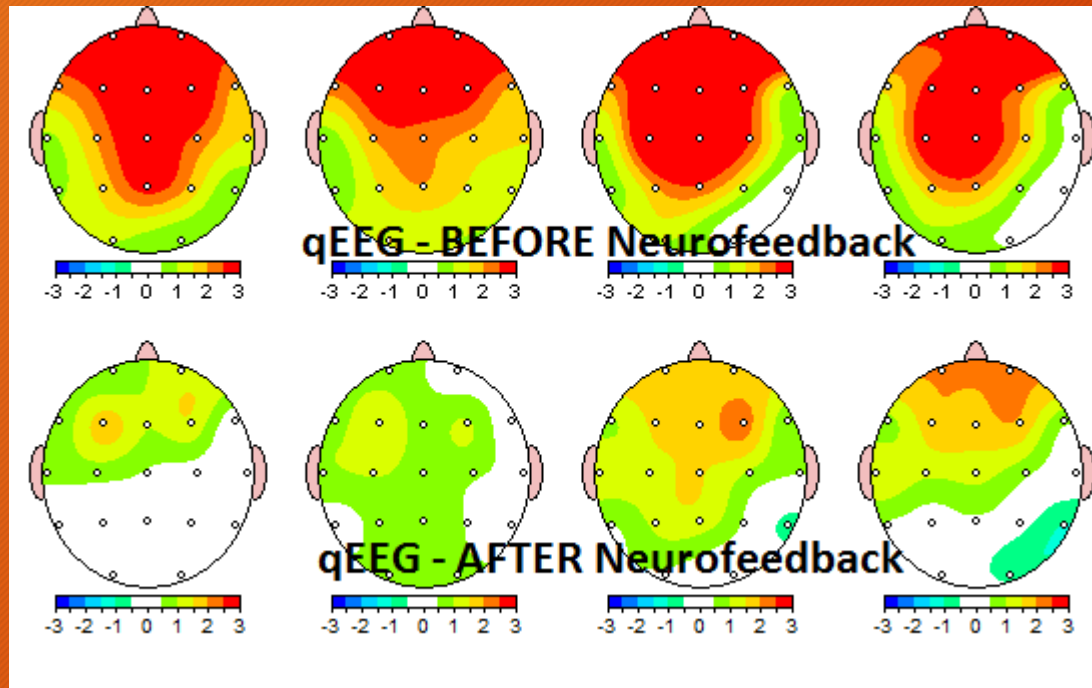 qEEG - BEFORE Neurofeedback
-3 -2 -1 0 1 2 3 -3 -2 -1 0 1 2 3 -3 -2 -1 0 1 2 3 -3 -2 -1 0 1 2 3
qEEG - AFTER Neurofeedback
-3 -2 -1 0 1 2 3 -3 -2 -1 0 1 2 3 -3 -2 -1 0 1 2 3 -3 -2 -1 0 1 2 3